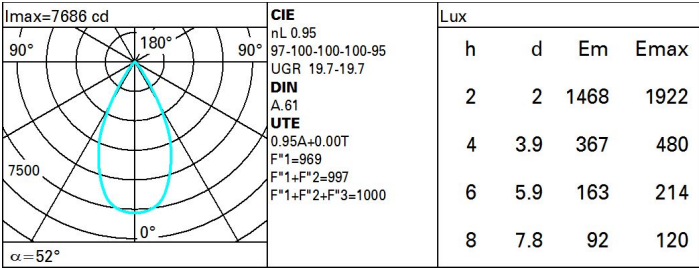 Imax=7686 cd
90°
180°
90°
7500
0°
α=52°
CIE
nL 0.95
97-100-100-100-95
UGR 19.7-19.7
DIN
A.61
UTE
0.95A+0.00T
F"1=969
F"1+F"2=997
F"1+F"2+F"3=1000
Lux
h d Em Emax
2 2 1468 1922
4 3.9 367 480
6 5.9 163 214
8 7.8 92 120